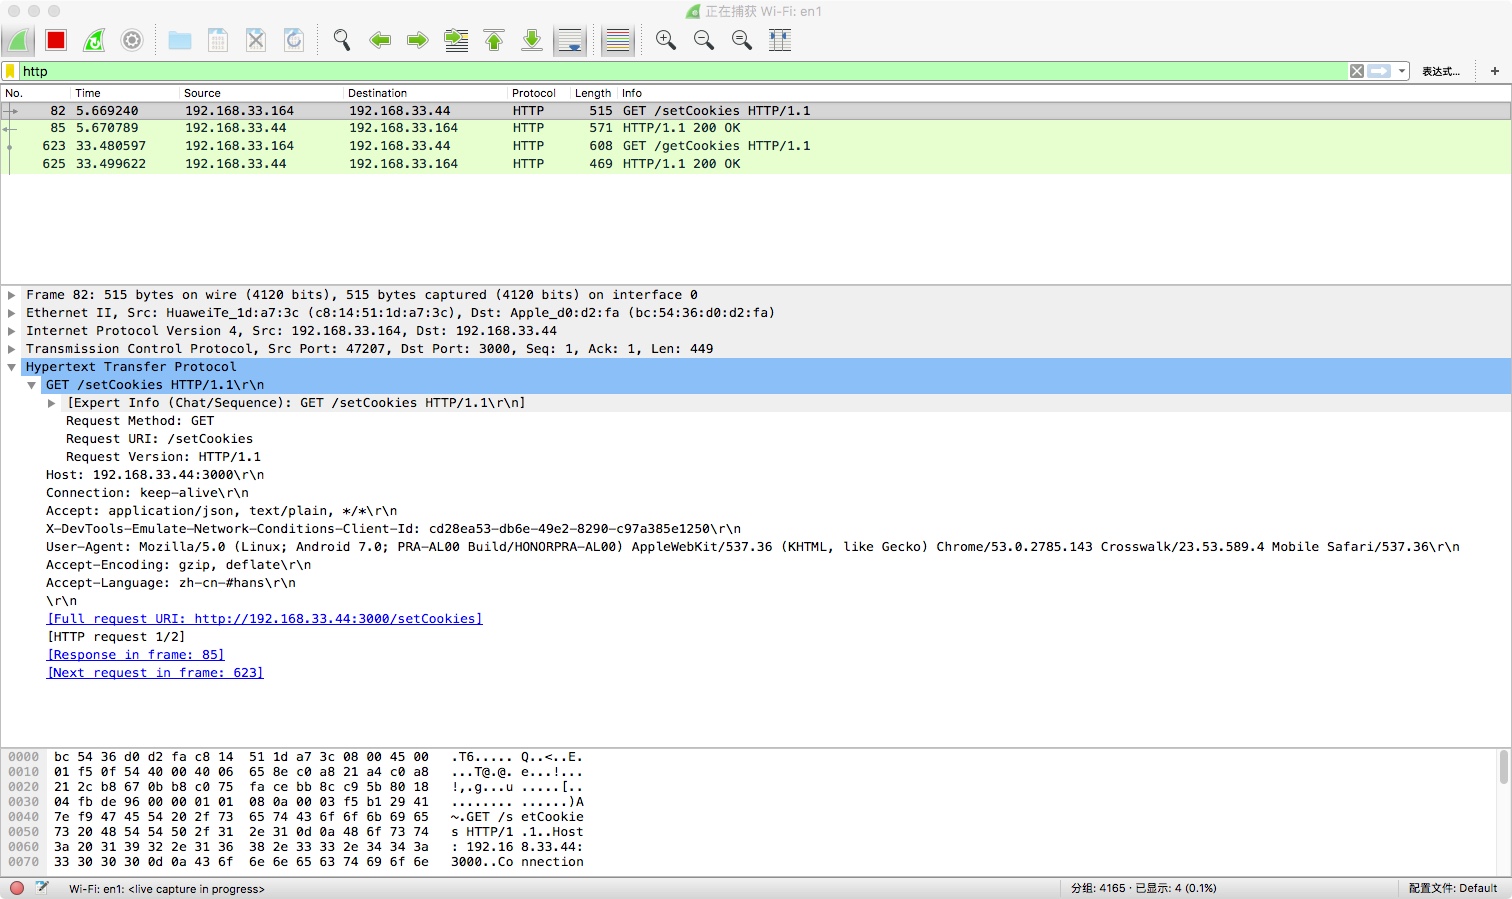 正在捕获 Wi-Fi: en1
http
表达式... +
No. Time Source Destination Protocol Length Info
82 5.669240 192.168.33.164 192.168.33.44 HTTP 515 GET /setCookies HTTP/1.1
85 5.670789 192.168.33.44 192.168.33.164 HTTP 571 HTTP/1.1 200 OK
623 33.480597 192.168.33.164 192.168.33.44 HTTP 608 GET /getCookies HTTP/1.1
625 33.499622 192.168.33.44 192.168.33.164 HTTP 469 HTTP/1.1 200 OK
Frame 82: 515 bytes on wire (4120 bits), 515 bytes captured (4120 bits) on interface 0
Ethernet II, Src: HuaweiTe_1d:a7:3c (c8:14:51:1d:a7:3c), Dst: Apple_d0:d2:fa (bc:54:36:d0:d2:fa)
Internet Protocol Version 4, Src: 192.168.33.164, Dst: 192.168.33.44
Transmission Control Protocol, Src Port: 47207, Dst Port: 3000, Seq: 1, Ack: 1, Len: 449
Hypertext Transfer Protocol
GET /setCookies HTTP/1.1\r\n
[Expert Info (Chat/Sequence): GET /setCookies HTTP/1.1\r\n]
Request Method: GET
Request URI: /setCookies
Request Version: HTTP/1.1
Host: 192.168.33.44:3000\r\n
Connection: keep-alive\r\n
Accept: application/json, text/plain, */*\r\n
X-DevTools-Emulate-Network-Conditions-Client-Id: cd28ea53-db6e-49e2-8290-c97a385e1250\r\n
User-Agent: Mozilla/5.0 (Linux; Android 7.0; PRA-AL00 Build/HONORPRA-AL00) AppleWebKit/537.36 (KHTML, like Gecko) Chrome/53.0.2785.143 Crosswalk/23.53.589.4 Mobile Safari/537.36\r\n
Accept-Encoding: gzip, deflate\r\n
Accept-Language: zh-cn-#hans\r\n
\r\n
[Full request URI: http://192.168.33.44:3000/setCookies]
[HTTP request 1/2]
[Response in frame: 85]
[Next request in frame: 623]
0000 bc 54 36 d0 d2 fa c8 14 51 1d a7 3c 08 00 45 00 .T6..... Q..<..E.
0010 01 f5 0f 54 40 00 40 06 65 8e c0 a8 21 a4 c0 a8 ...T@.@. e...!...
0020 21 2c b8 67 0b b8 c0 75 fa ce bb 8c c9 5b 80 18 !,.g...u .....[..
0030 04 fb de 96 00 00 01 01 08 0a 00 03 f5 b1 29 41 ........ ......)A
0040 7e f9 47 45 54 20 2f 73 65 74 43 6f 6f 6b 69 65 ~.GET /s etCookie
0050 73 20 48 54 54 50 2f 31 2e 31 0d 0a 48 6f 73 74 s HTTP/1 .1..Host
0060 3a 20 31 39 32 2e 31 36 38 2e 33 33 2e 34 34 3a : 192.16 8.33.44:
0070 33 30 30 30 0d 0a 43 6f 6e 6e 65 63 74 69 6f 6e 3000..Co nnection
Wi-Fi: en1: <live capture in progress> 分组: 4165 · 已显示: 4 (0.1%) 配置文件: Default